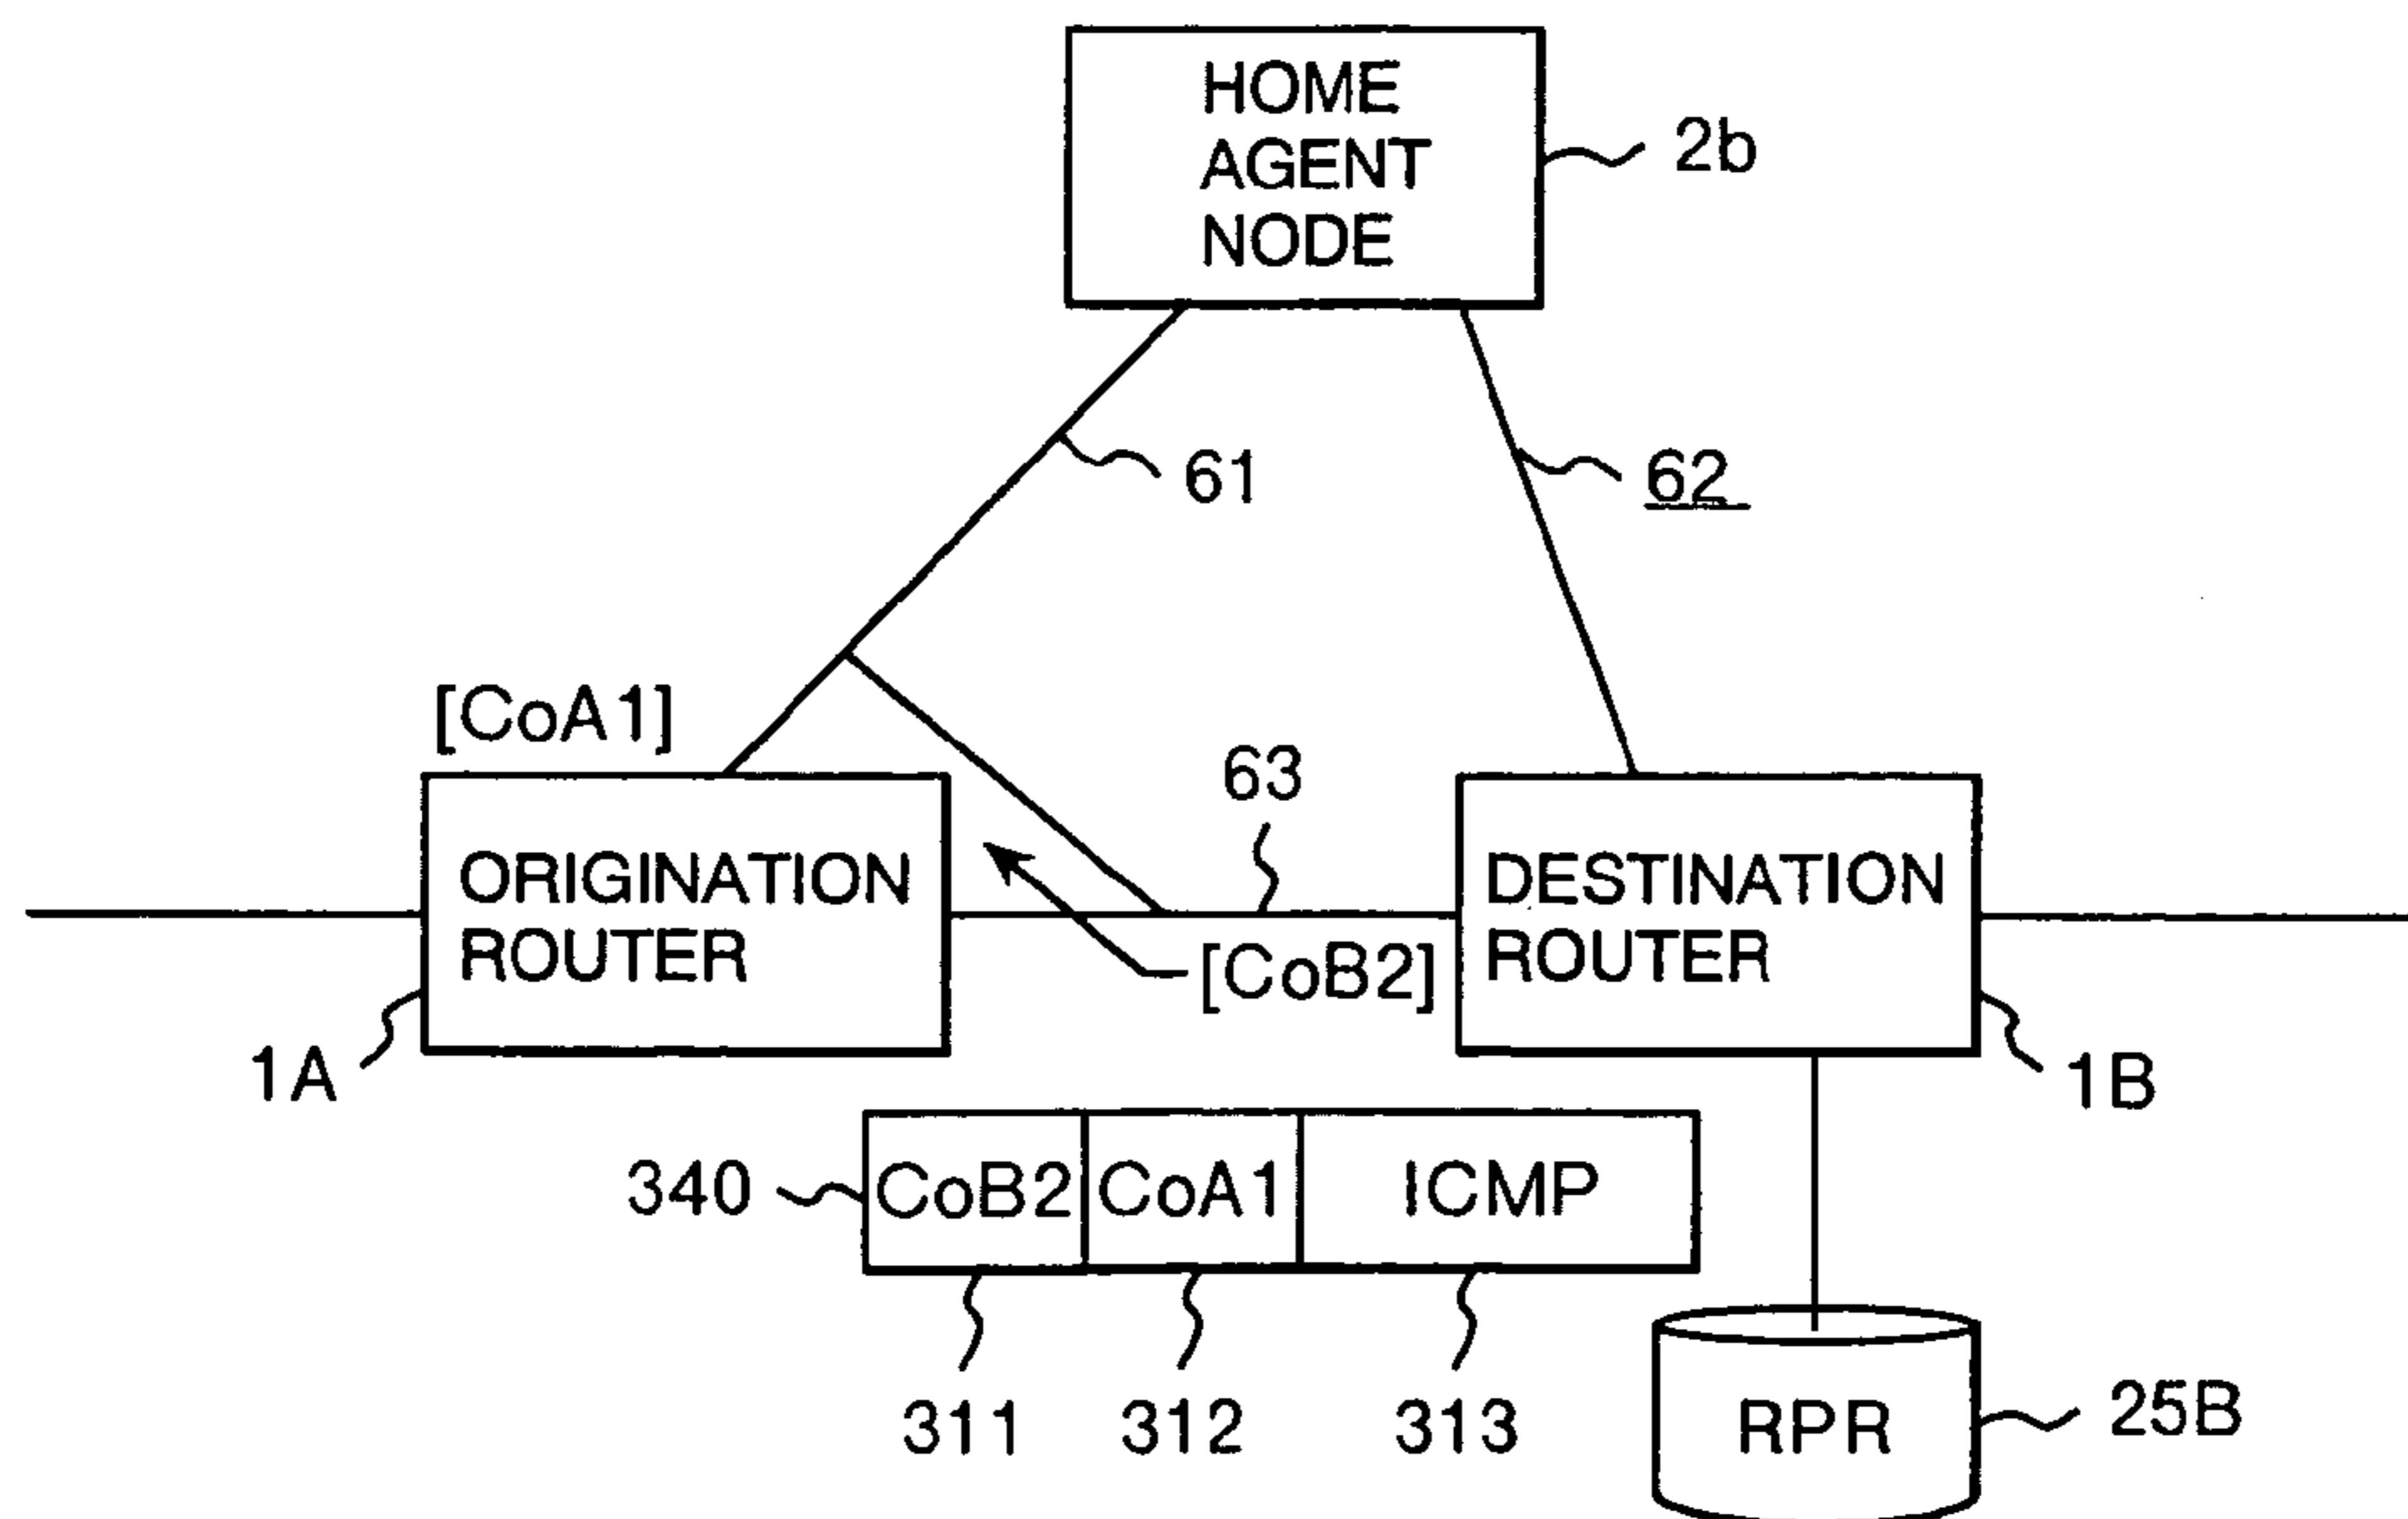 HOME
AGENT
NODE
2b
61
62
[CoA1]
63
ORIGINATION
ROUTER
DESTINATION
ROUTER
[CoB2]
1A
1B
340
CoB2 CoA1 ICMP
311 312 313
RPR
25B